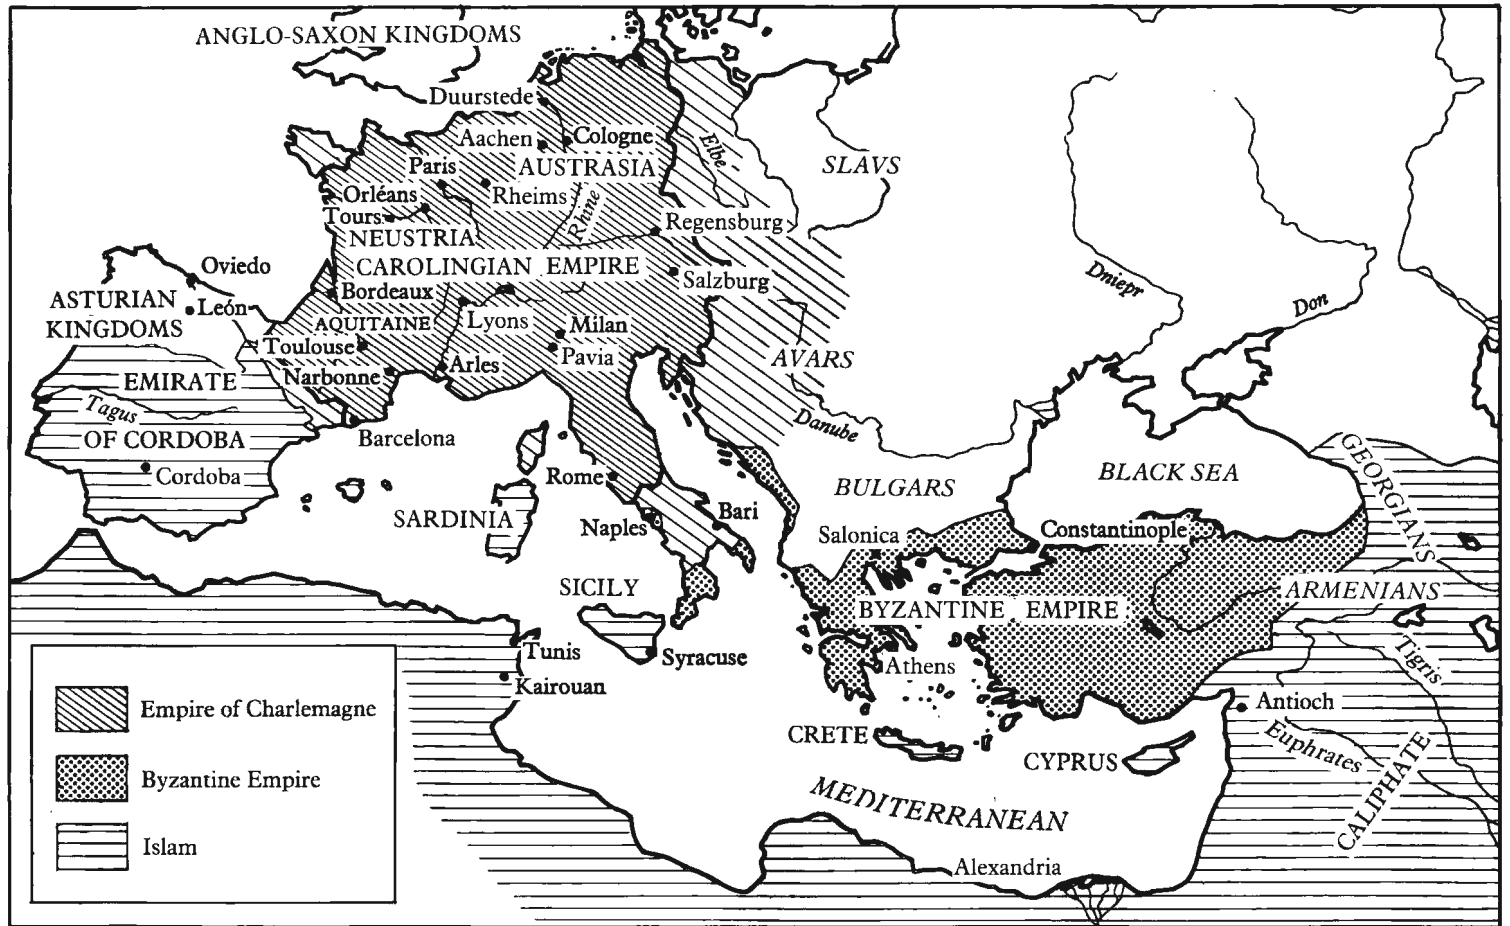 ANGLO-SAXON KINGDOMS
Duurstede
Aachen
Cologne
AUSTRASIA
Elbe
SLAVS
Paris
Rheims
Orléans
Tours
Rhine
Regensburg
NEUSTRIA
CAROLINGIAN EMPIRE
Salzburg
Oviedo
León
ASTURIAN
KINGDOMS
Bordeaux
AQUITAINE
Lyons
Milan
Pavia
Toulouse
Narbonne
Arles
AVARS
Dniepr
Don
EMIRATE
Tagus
OF CORDOBA
Barcelona
Cordoba
Danube
BULGARS
BLACK SEA
GEORGIANS
Rome
SARDINIA
Naples
Bari
Salonica
Constantinople
SICILY
BYZANTINE EMPIRE
ARMENIANS
Tunis
Syracuse
Athens
Tigris
Kairouan
Antioch
CRETE
CYPRUS
Euphrates
CALIPHATE
MEDITERRANEAN
Alexandria
Empire of Charlemagne
Byzantine Empire
Islam